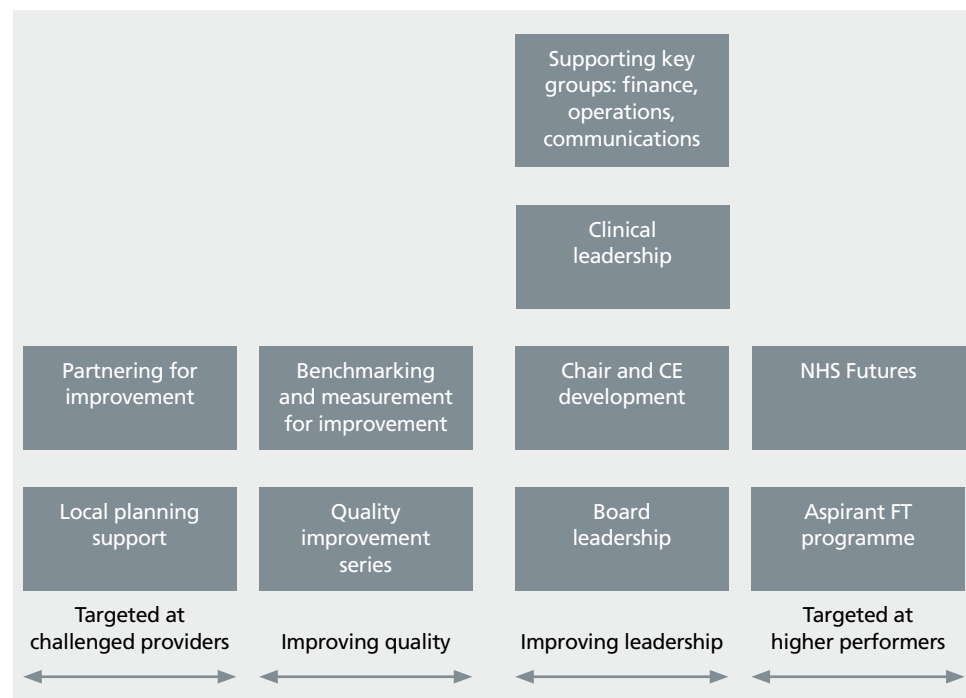 Supporting key
groups: finance,
operations,
communications
Clinical
leadership
Partnering for
improvement
Benchmarking
and measurement
for improvement
Chair and CE
development
NHS Futures
Local planning
support
Quality
improvement
series
Board
leadership
Aspirant FT
programme
Targeted at
challenged providers
Improving quality
Improving leadership
Targeted at
higher performers